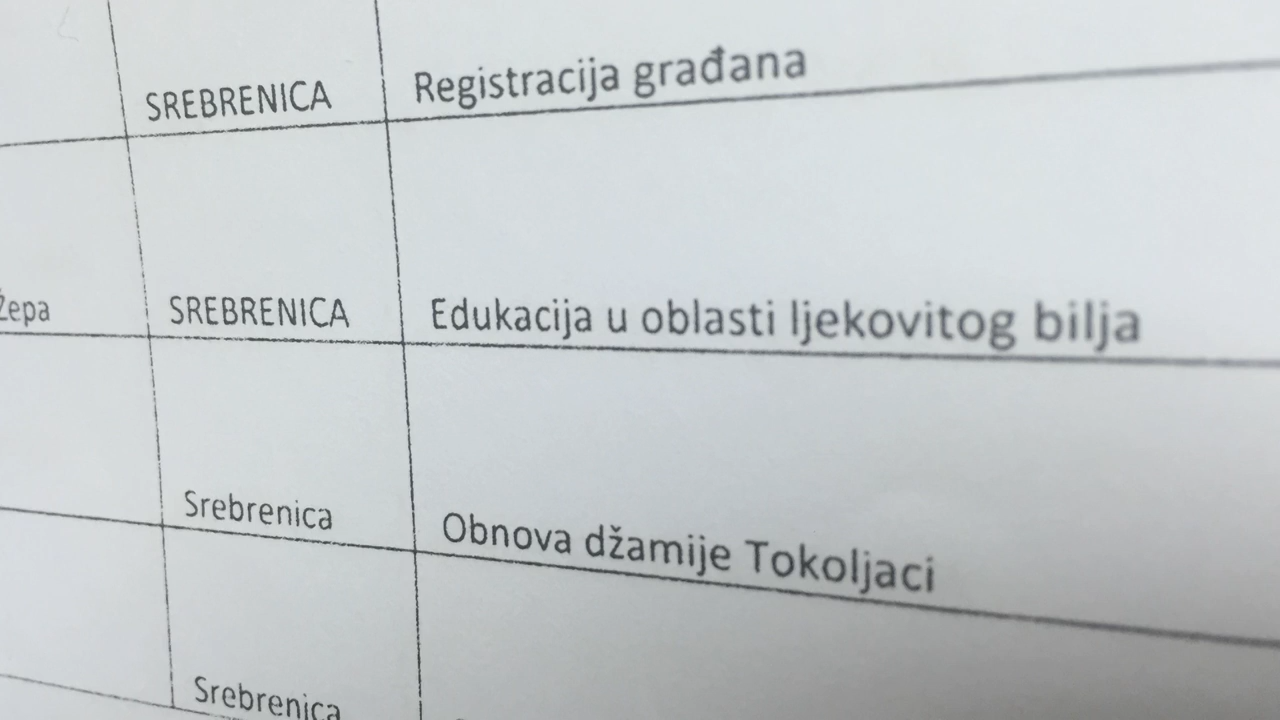 SREBRENICA Registracija građana
Žepa SREBRENICA Edukacija u oblasti ljekovitog bilja
Srebrenica Obnova džamije Tokoljaci
Srebrenica